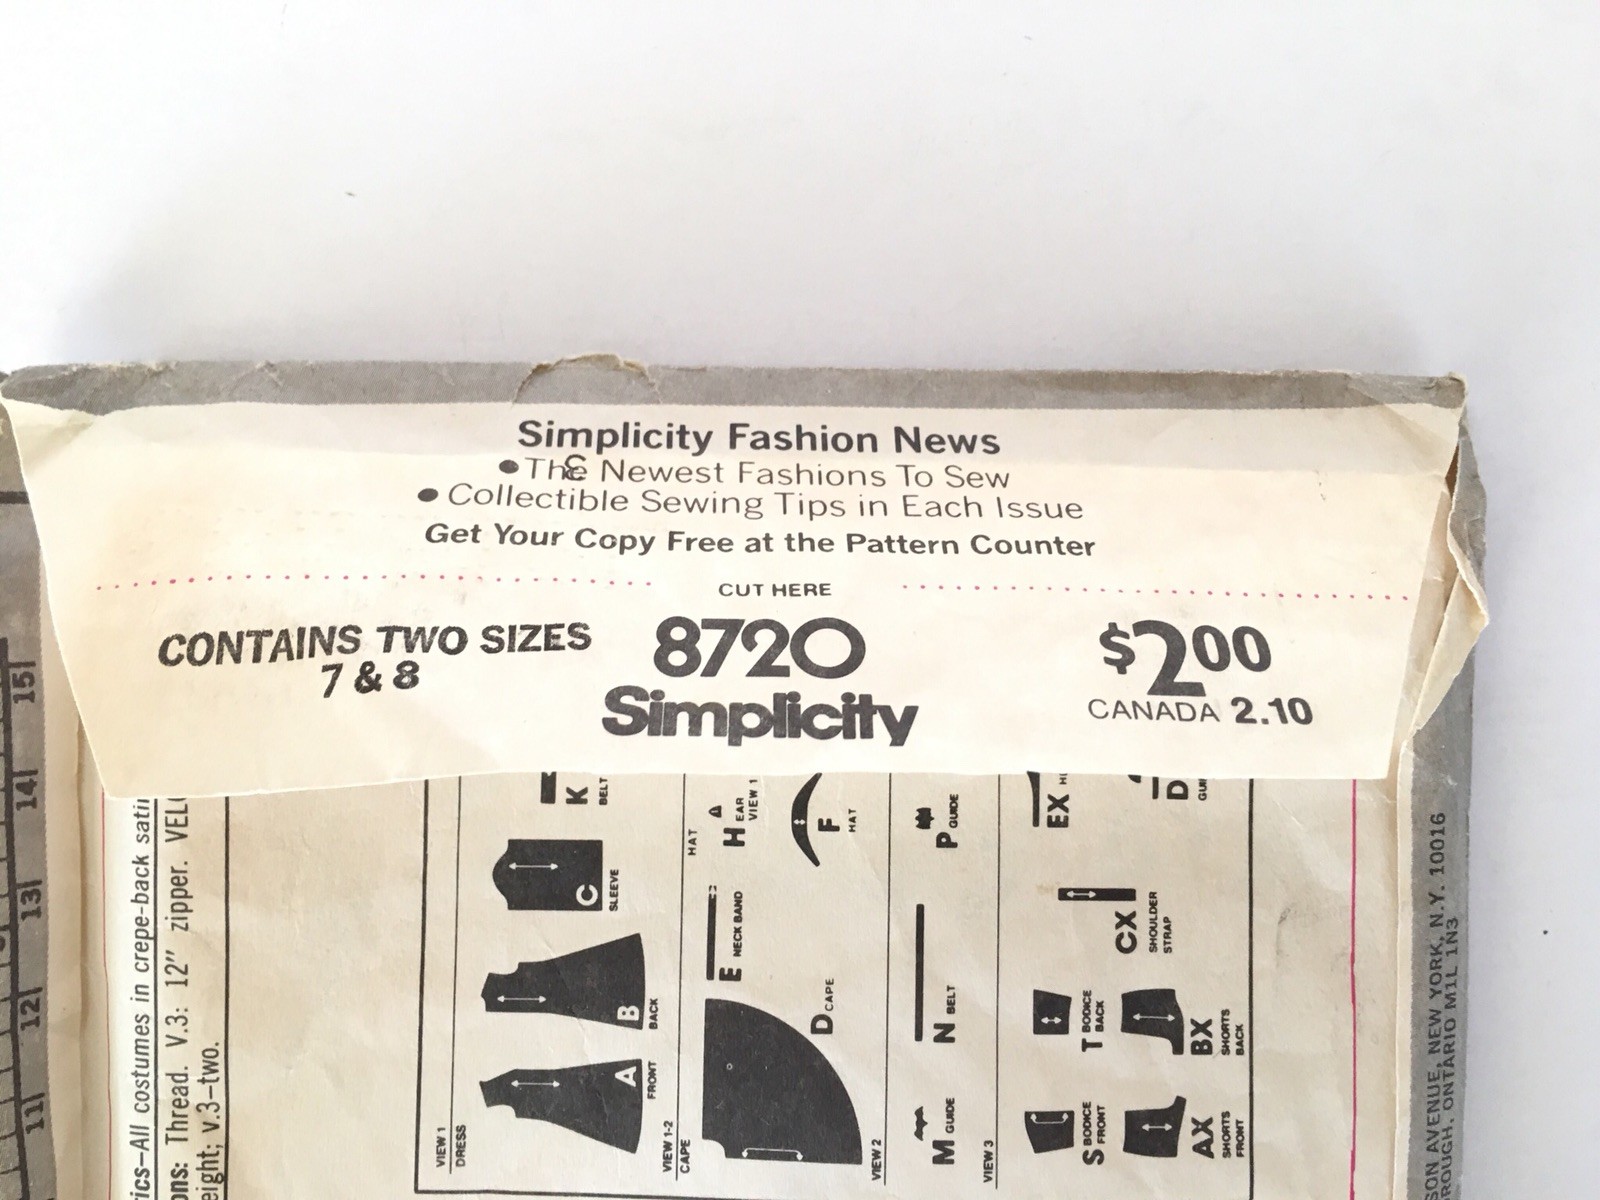 Simplicity Fashion News
• The Newest Fashions To Sew
• Collectible Sewing Tips in Each Issue
Get Your Copy Free at the Pattern Counter
CUT HERE
CONTAINS TWO SIZES
7 & 8
8720
Simplicity
$2.00
CANADA 2.10
15
14
13
12
11
All costumes in crepe-back
Thread. V.3: 12" zipper.
v.3–two.
VIEW 1
DRESS
A
FRONT
B
BACK
C
SLEEVE
K
BELT
VIEW 1-2
CAPE
D CAPE
E NECK BAND
HAT
H EAR
VIEW 1
F HAT
VIEW 2
M GUIDE
N BELT
P GUIDE
VIEW 3
S BODICE
FRONT
T BODICE
BACK
AX
SHORTS
FRONT
BX
SHORTS
BACK
CX
SHOULDER
STRAP
EX
D
AVENUE, NEW YORK, N.Y. 10016
ONTARIO M1L 1N3